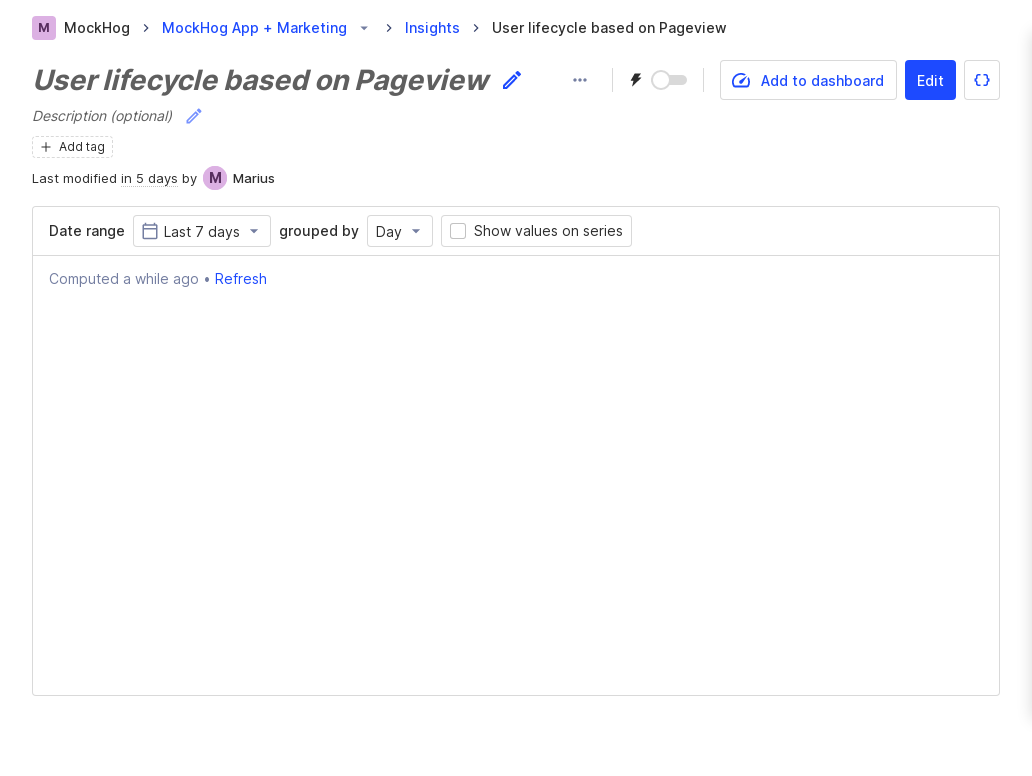 M MockHog MockHog App + Marketing Insights User lifecycle based on Pageview
User lifecycle based on Pageview Add to dashboard Edit {}
Description (optional)
Add tag
Last modified in 5 days by M Marius
Date range Last 7 days grouped by Day Show values on series
Computed a while ago • Refresh